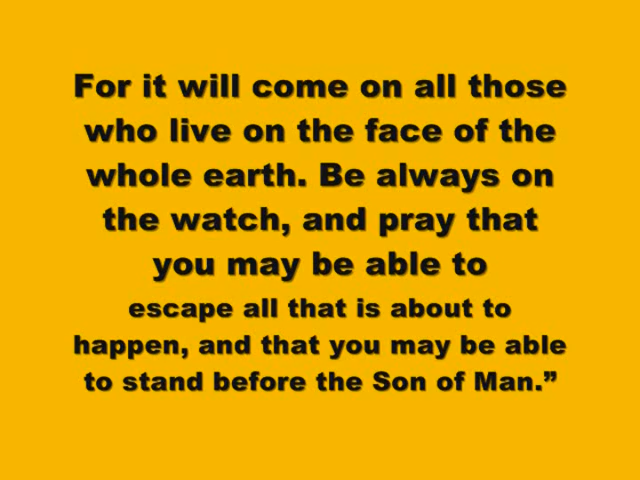 For it will come on all those
who live on the face of the
whole earth. Be always on
the watch, and pray that
you may be able to
escape all that is about to
happen, and that you may be able
to stand before the Son of Man.”